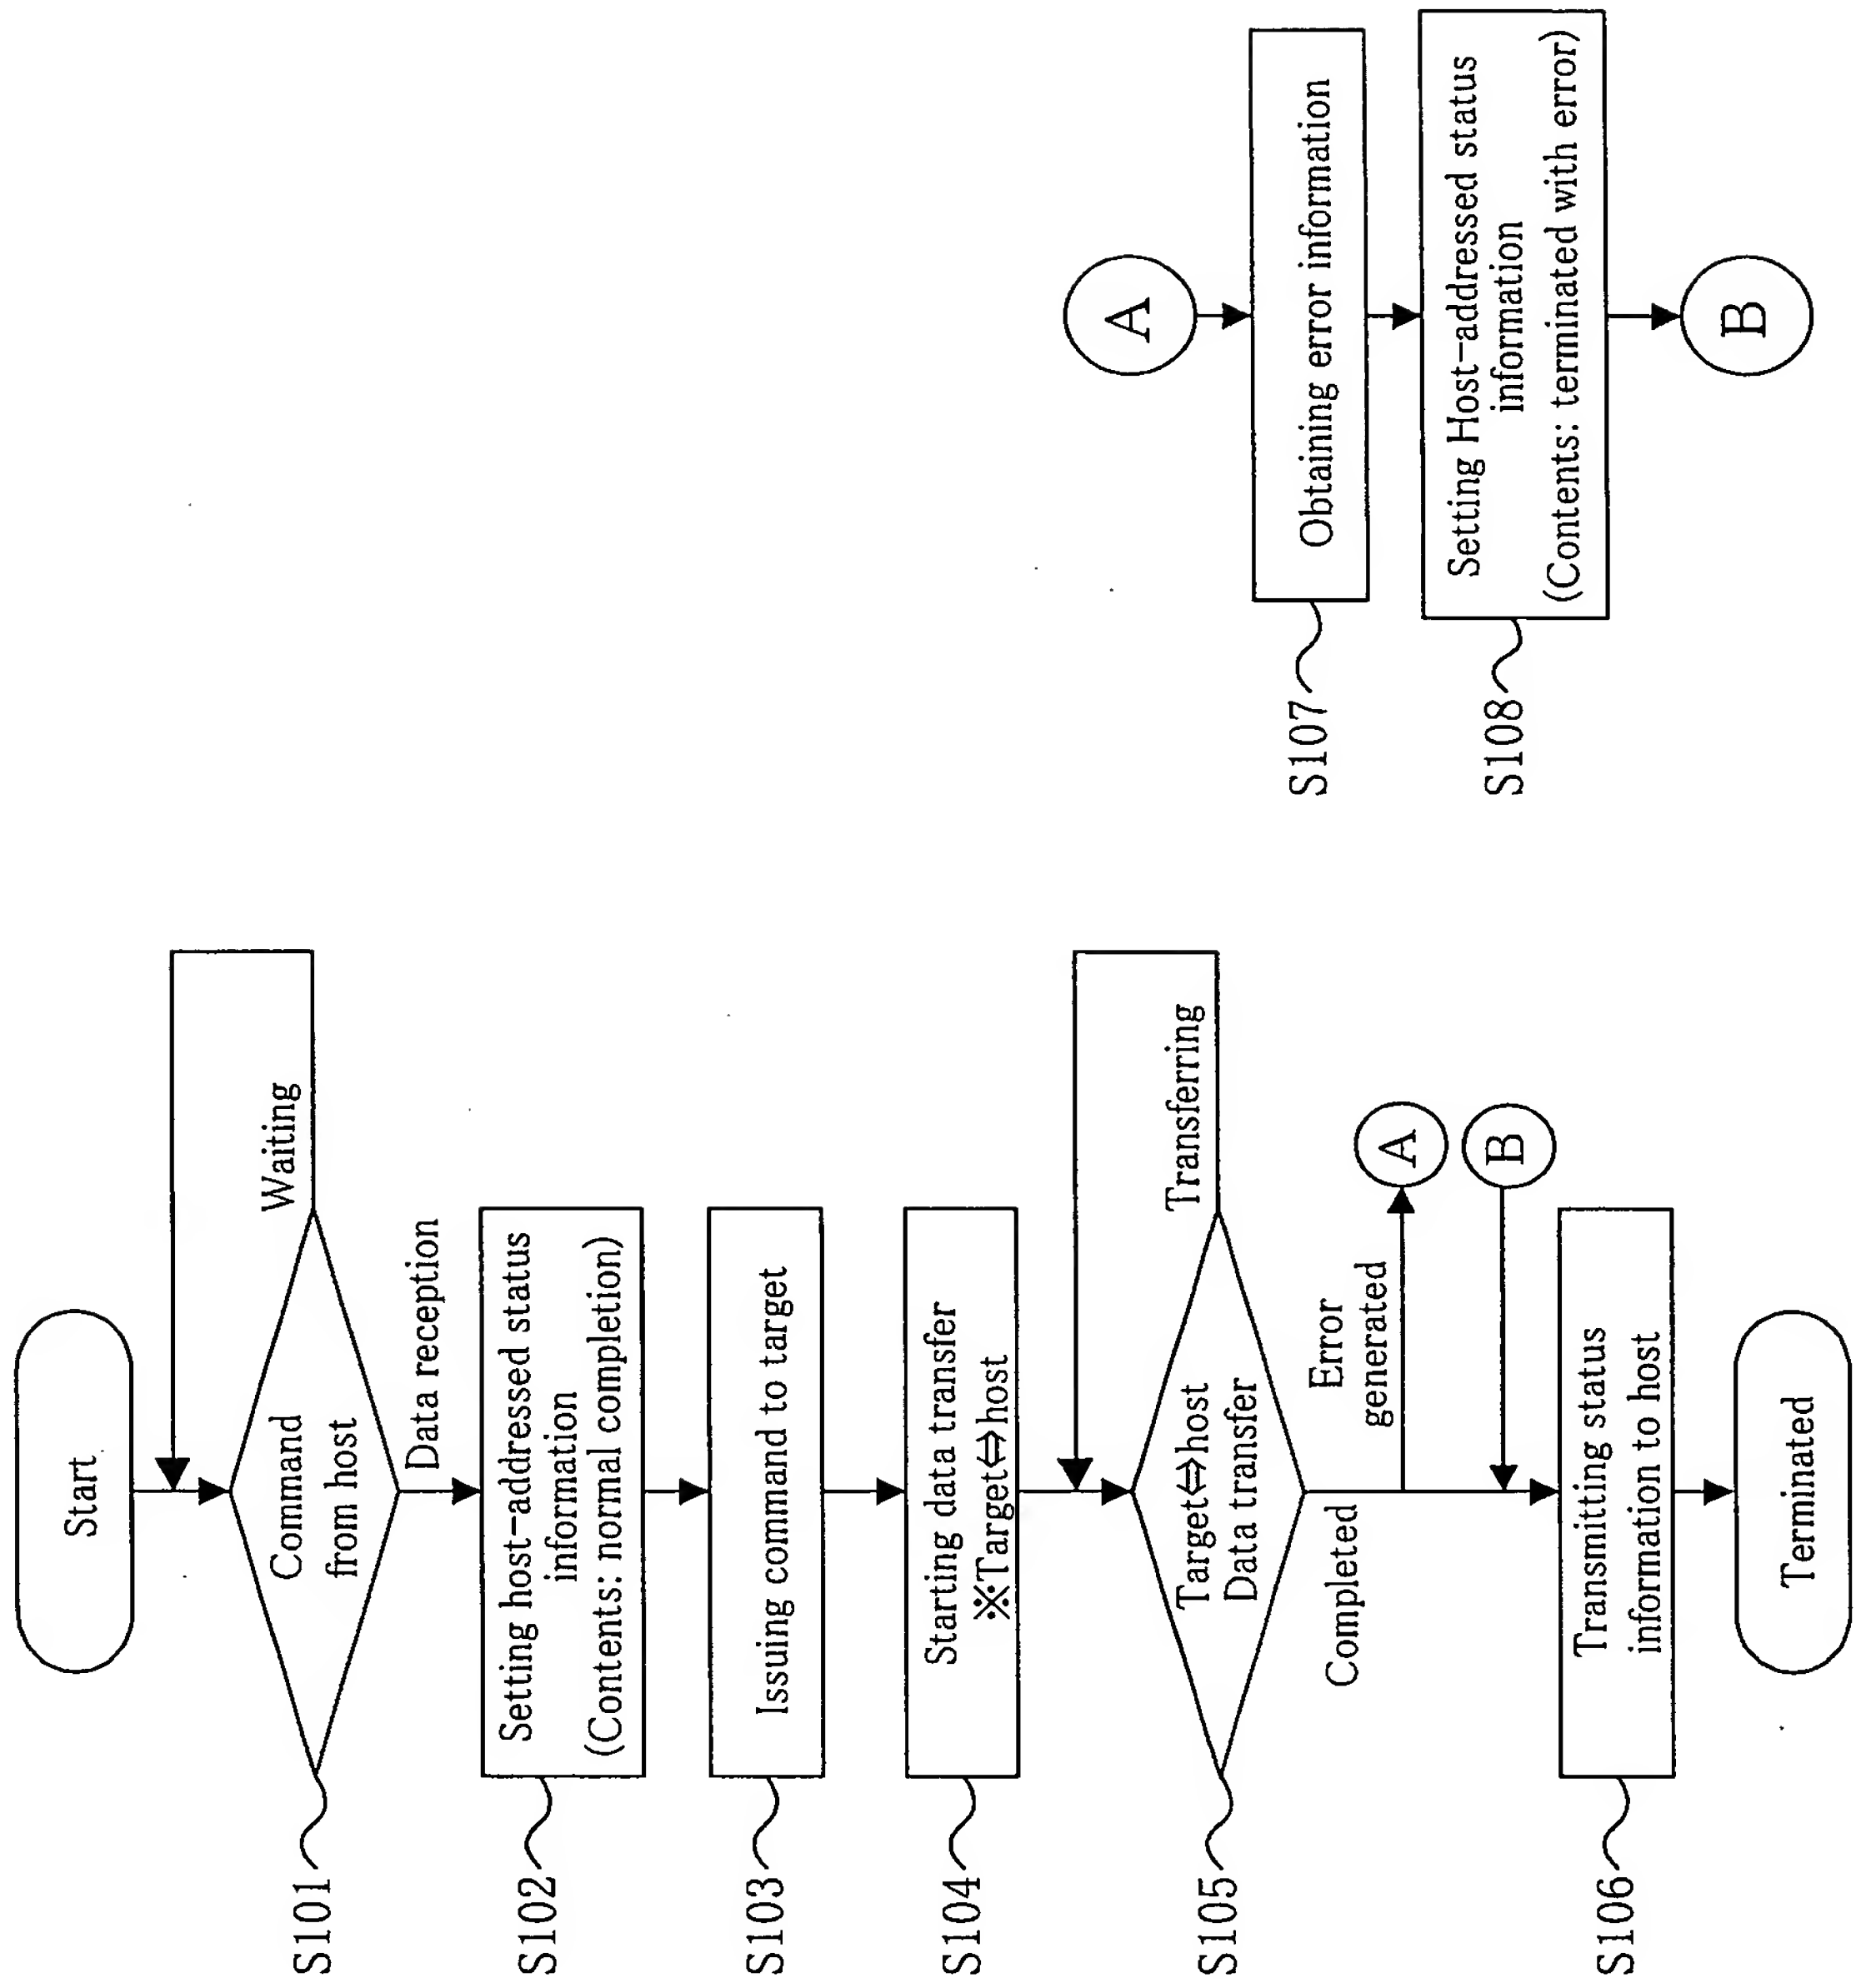 Start
Waiting
Command
from host
S101
Data reception
Setting host-addressed status
information
(Contents: normal completion)
S102
Issuing command to target
S103
Starting data transfer
※Target⇔host
S104
Transferring
Target⇔host
Data transfer
S105
Completed
Error
generated
A
B
Transmitting status
information to host
S106
Terminated
A
Obtaining error information
S107
Setting Host-addressed status
information
(Contents: terminated with error)
S108
B